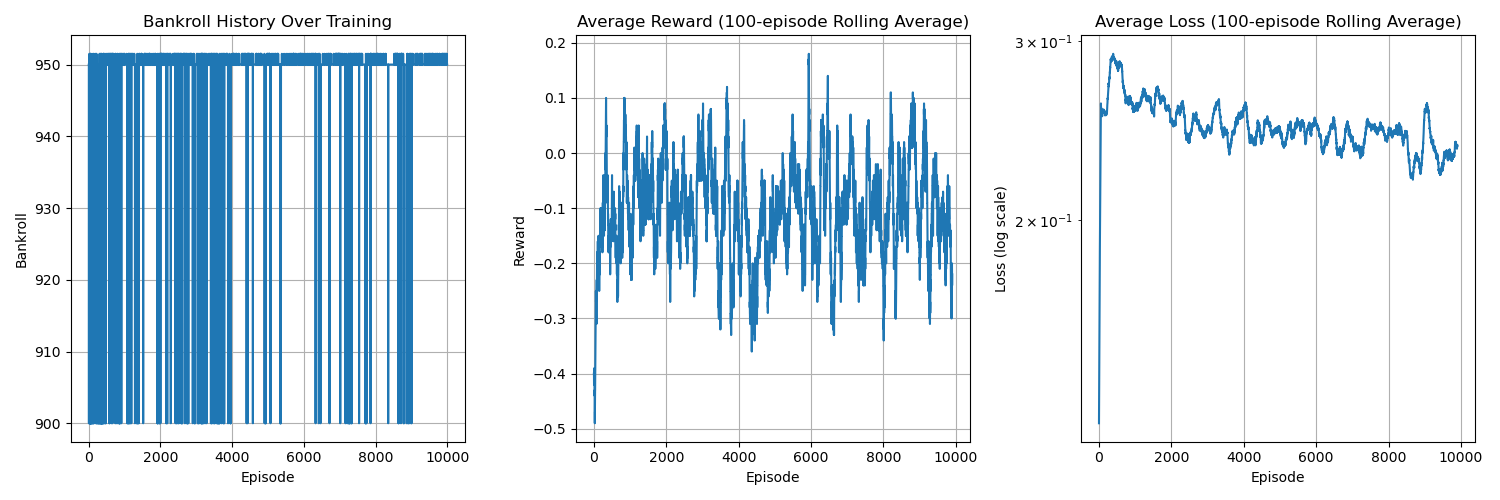 Bankroll History Over Training
950
940
930
920
910
900
Bankroll
0
2000
4000
6000
8000
10000
Episode
Average Reward (100-episode Rolling Average)
0.2
0.1
0.0
−0.1
−0.2
−0.3
−0.4
−0.5
Reward
0
2000
4000
6000
8000
10000
Episode
Average Loss (100-episode Rolling Average)
3 × 10⁻¹
2 × 10⁻¹
Loss (log scale)
0
2000
4000
6000
8000
10000
Episode